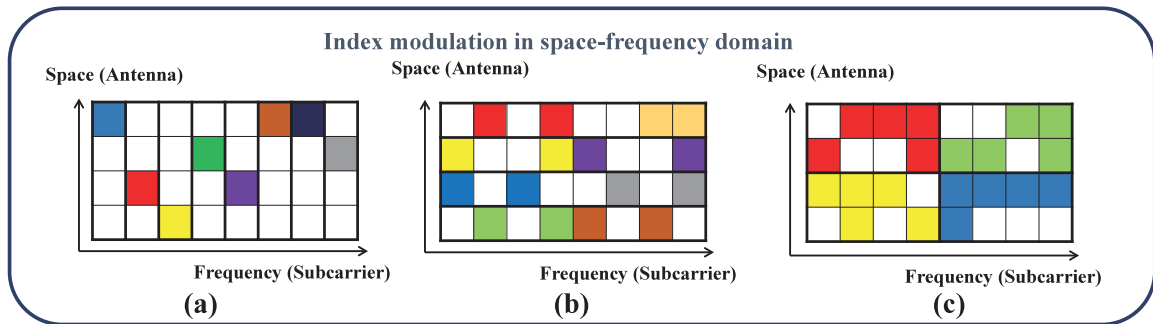 Index modulation in space-frequency domain
Space (Antenna)
Space (Antenna)
Space (Antenna)
Frequency (Subcarrier)
Frequency (Subcarrier)
Frequency (Subcarrier)
(a)
(b)
(c)